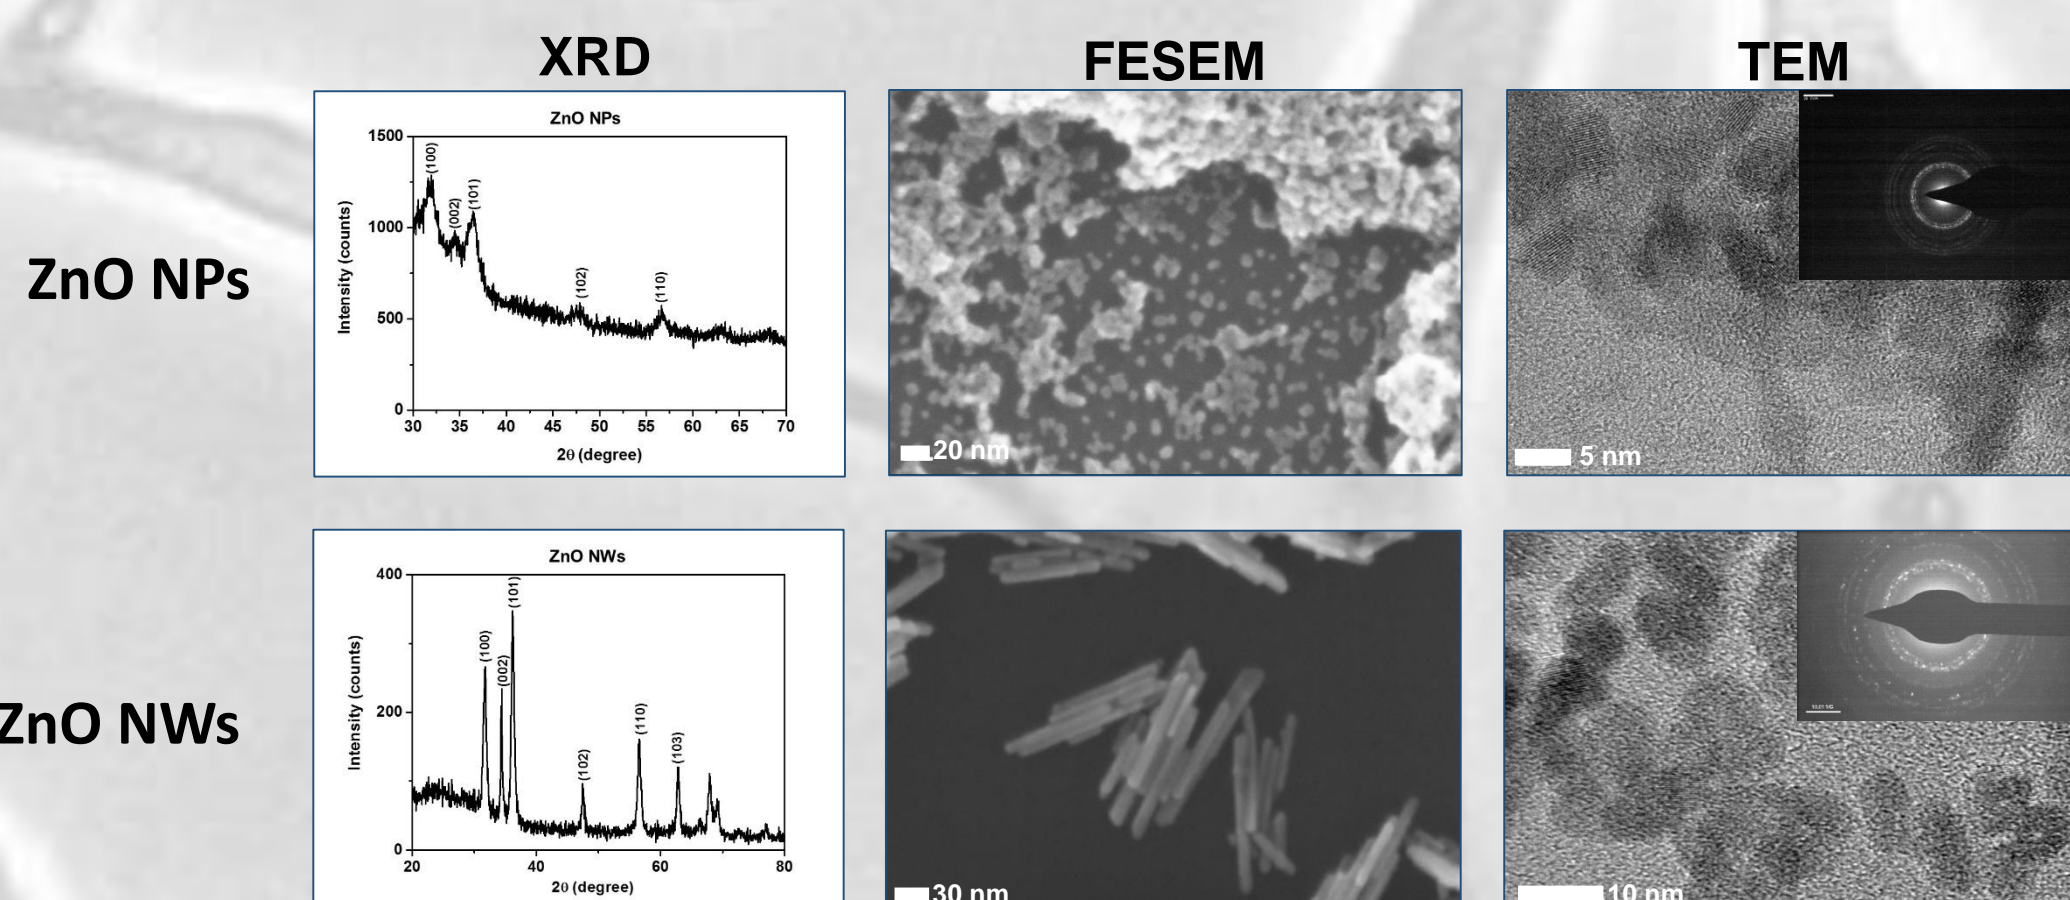 XRD
FESEM
TEM
ZnO NPs
ZnO NPs
Intensity (counts)
1500
1000
500
0
(100)
(002)
(101)
(102)
(110)
30 35 40 45 50 55 60 65 70
2θ (degree)
20 nm
5 nm
ZnO NWs
ZnO NWs
Intensity (counts)
400
200
0
(100)
(002)
(101)
(102)
(110)
(103)
20 40 60 80
2θ (degree)
30 nm
10 nm